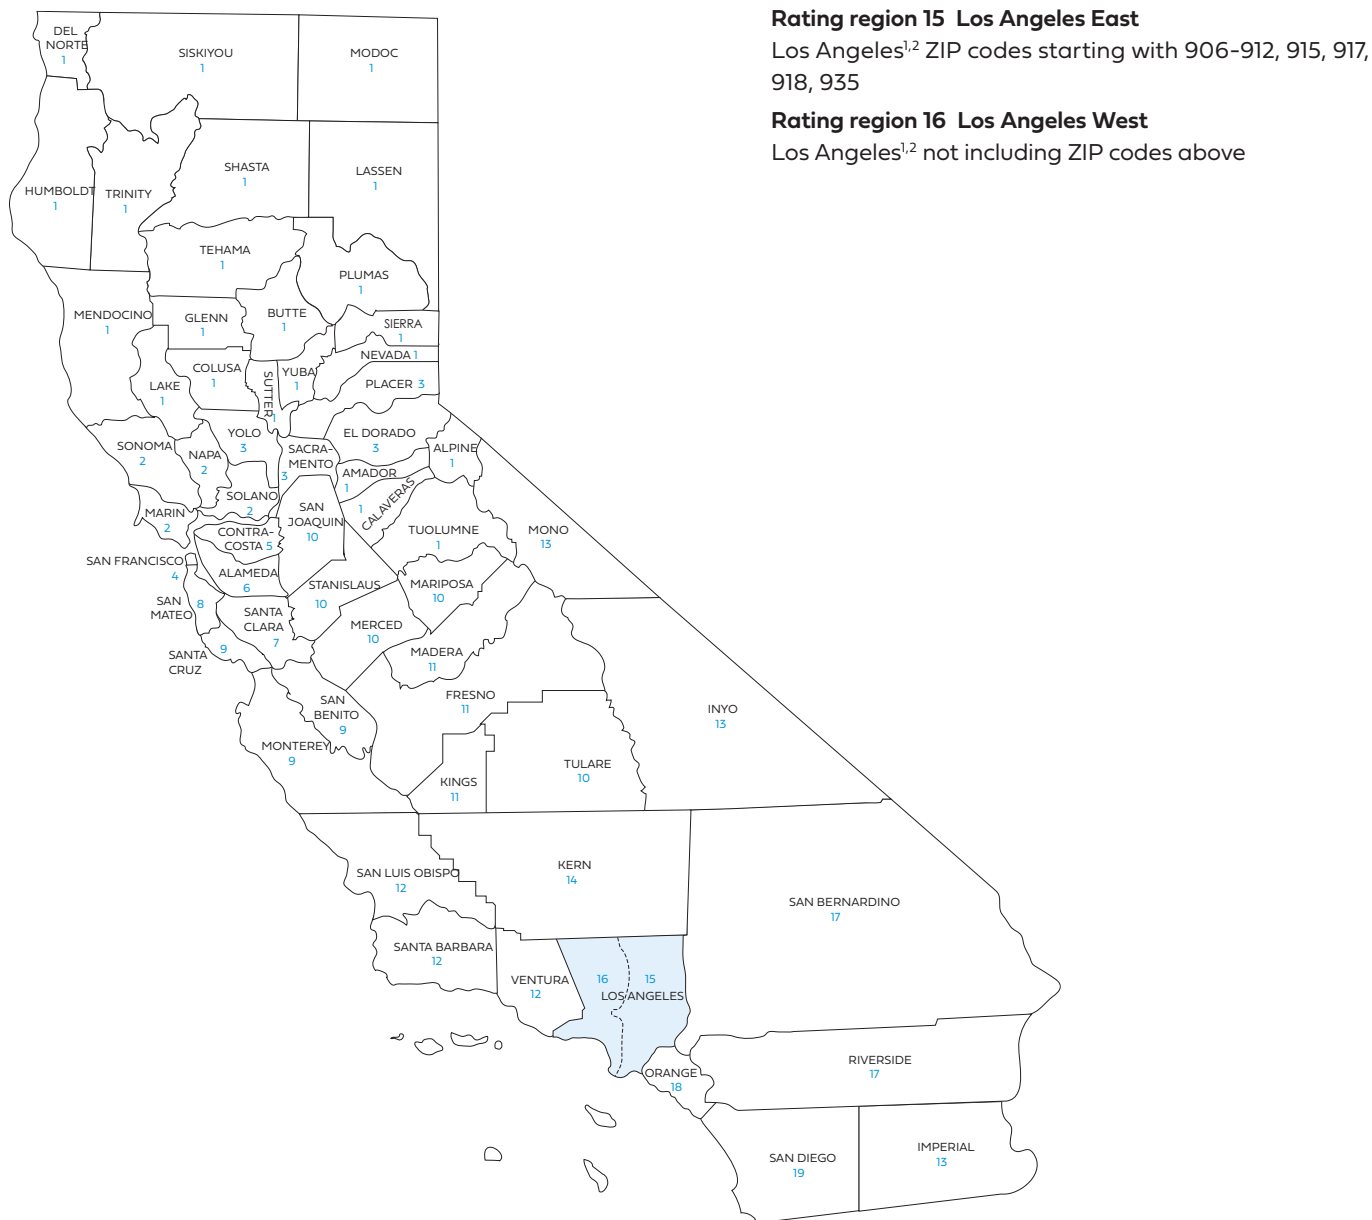 Rating region 15 Los Angeles East
Los Angeles1,2 ZIP codes starting with 906-912, 915, 917,
918, 935
Rating region 16 Los Angeles West
Los Angeles1,2 not including ZIP codes above
DEL
NORTE
1
SISKIYOU
1
MODOC
1
HUMBOLDT
1
TRINITY
1
SHASTA
1
LASSEN
1
TEHAMA
1
PLUMAS
1
MENDOCINO
1
GLENN
1
BUTTE
1
SIERRA
1
NEVADA 1
COLUSA
1
SUTTER
1
YUBA
1
PLACER 3
LAKE
1
SONOMA
2
NAPA
2
YOLO
3
EL DORADO
3
SACRA-
MENTO
3
ALPINE
1
AMADOR
1
CALAVERAS
1
SOLANO
2
MARIN
2
SAN
JOAQUIN
10
CONTRA-
COSTA 5
TUOLUMNE
1
MONO
13
SAN FRANCISCO
4
ALAMEDA
6
STANISLAUS
10
MARIPOSA
10
SAN
MATEO
8
SANTA
CLARA
7
MERCED
10
SANTA
CRUZ
9
MADERA
11
SAN
BENITO
9
FRESNO
11
INYO
13
MONTEREY
9
KINGS
11
TULARE
10
SAN LUIS OBISPO
12
KERN
14
SAN BERNARDINO
17
SANTA BARBARA
12
VENTURA
12
16
15
LOS ANGELES
ORANGE
18
RIVERSIDE
17
SAN DIEGO
19
IMPERIAL
13